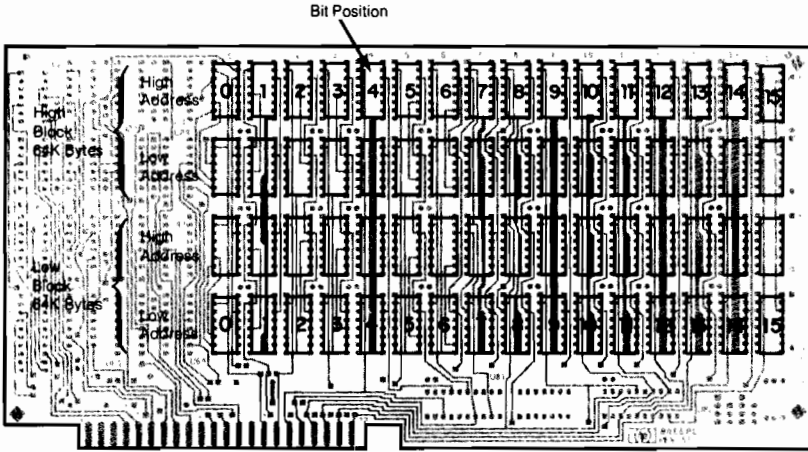 Bit Position
High
Address
High
Block
64K Bytes
Low
Address
High
Address
Low
Block
64K Bytes
Low
Address
0 1 2 3 4 5 6 7 8 9 10 11 12 13 14 15
0 2 3 4 5 6 7 8 9 10 11 12 13 14 15